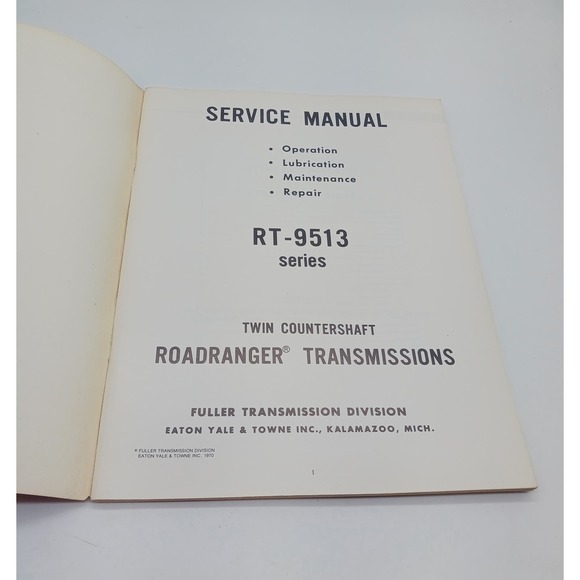 SERVICE MANUAL
• Operation
• Lubrication
• Maintenance
• Repair
RT-9513
series
TWIN COUNTERSHAFT
ROADRANGER® TRANSMISSIONS
FULLER TRANSMISSION DIVISION
EATON YALE & TOWNE INC., KALAMAZOO, MICH.
© FULLER TRANSMISSION DIVISION
EATON YALE & TOWNE INC. 1970
1